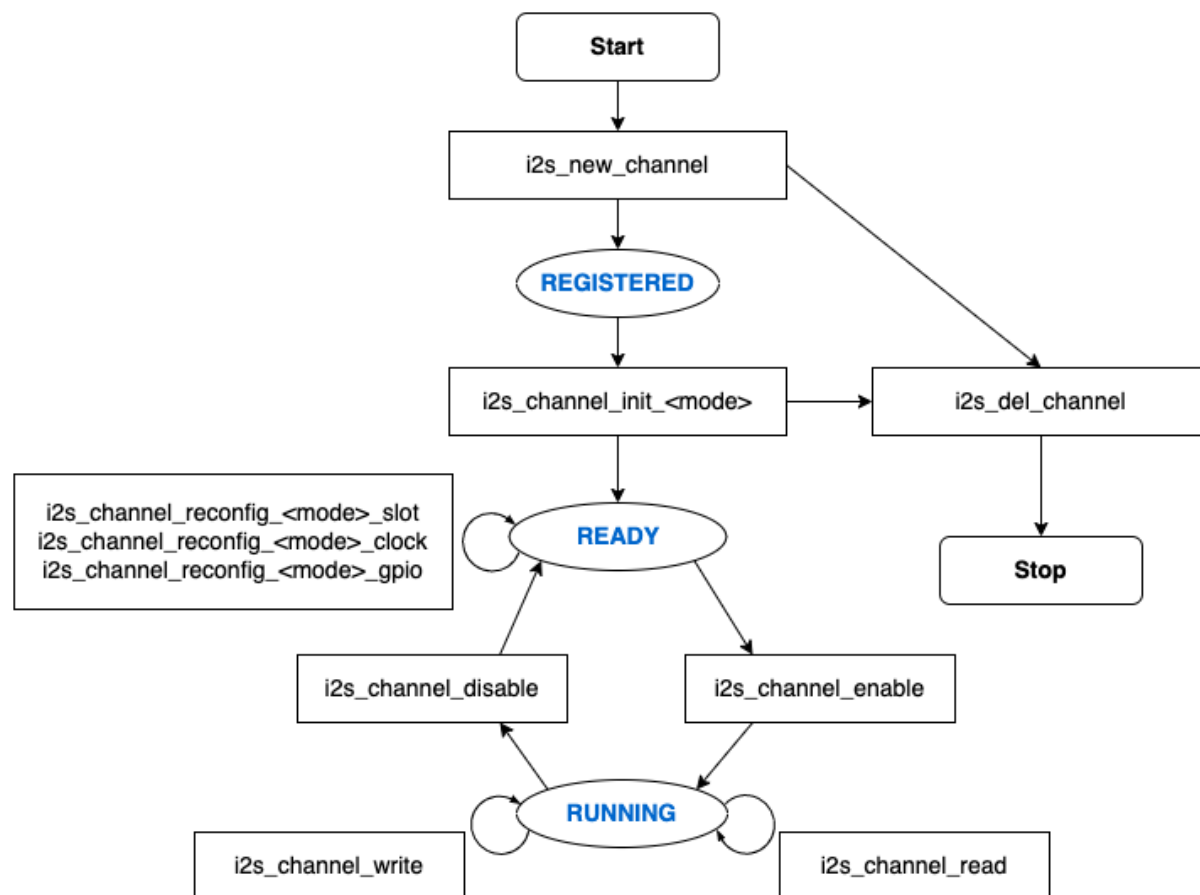 Start
i2s_new_channel
REGISTERED
i2s_channel_init_<mode>
i2s_del_channel
i2s_channel_reconfig_<mode>_slot
i2s_channel_reconfig_<mode>_clock
i2s_channel_reconfig_<mode>_gpio
READY
Stop
i2s_channel_disable
i2s_channel_enable
RUNNING
i2s_channel_write
i2s_channel_read